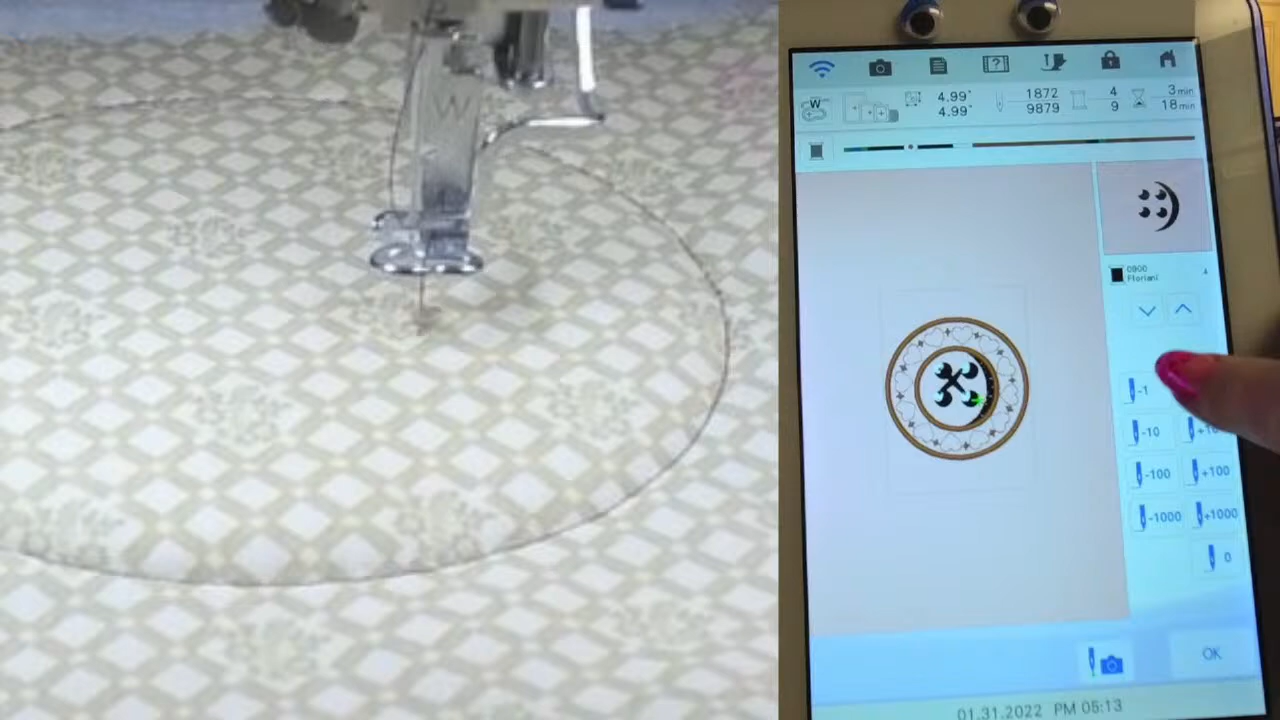 W
W
4.99"
4.99"
1872
9879
4
9
3 min
18 min
0900
Floriani
-1
-10
-100
+100
-1000
+1000
0
OK
01.31.2022 PM 05:13